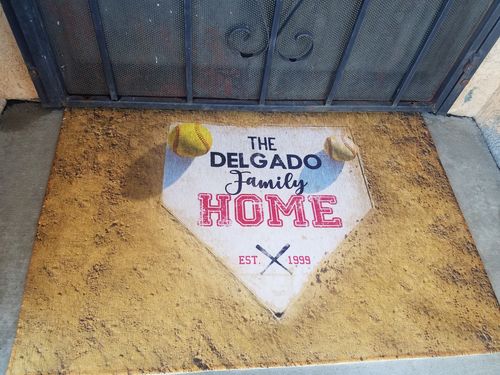 THE
DELGADO
Family
HOME
EST. 1999